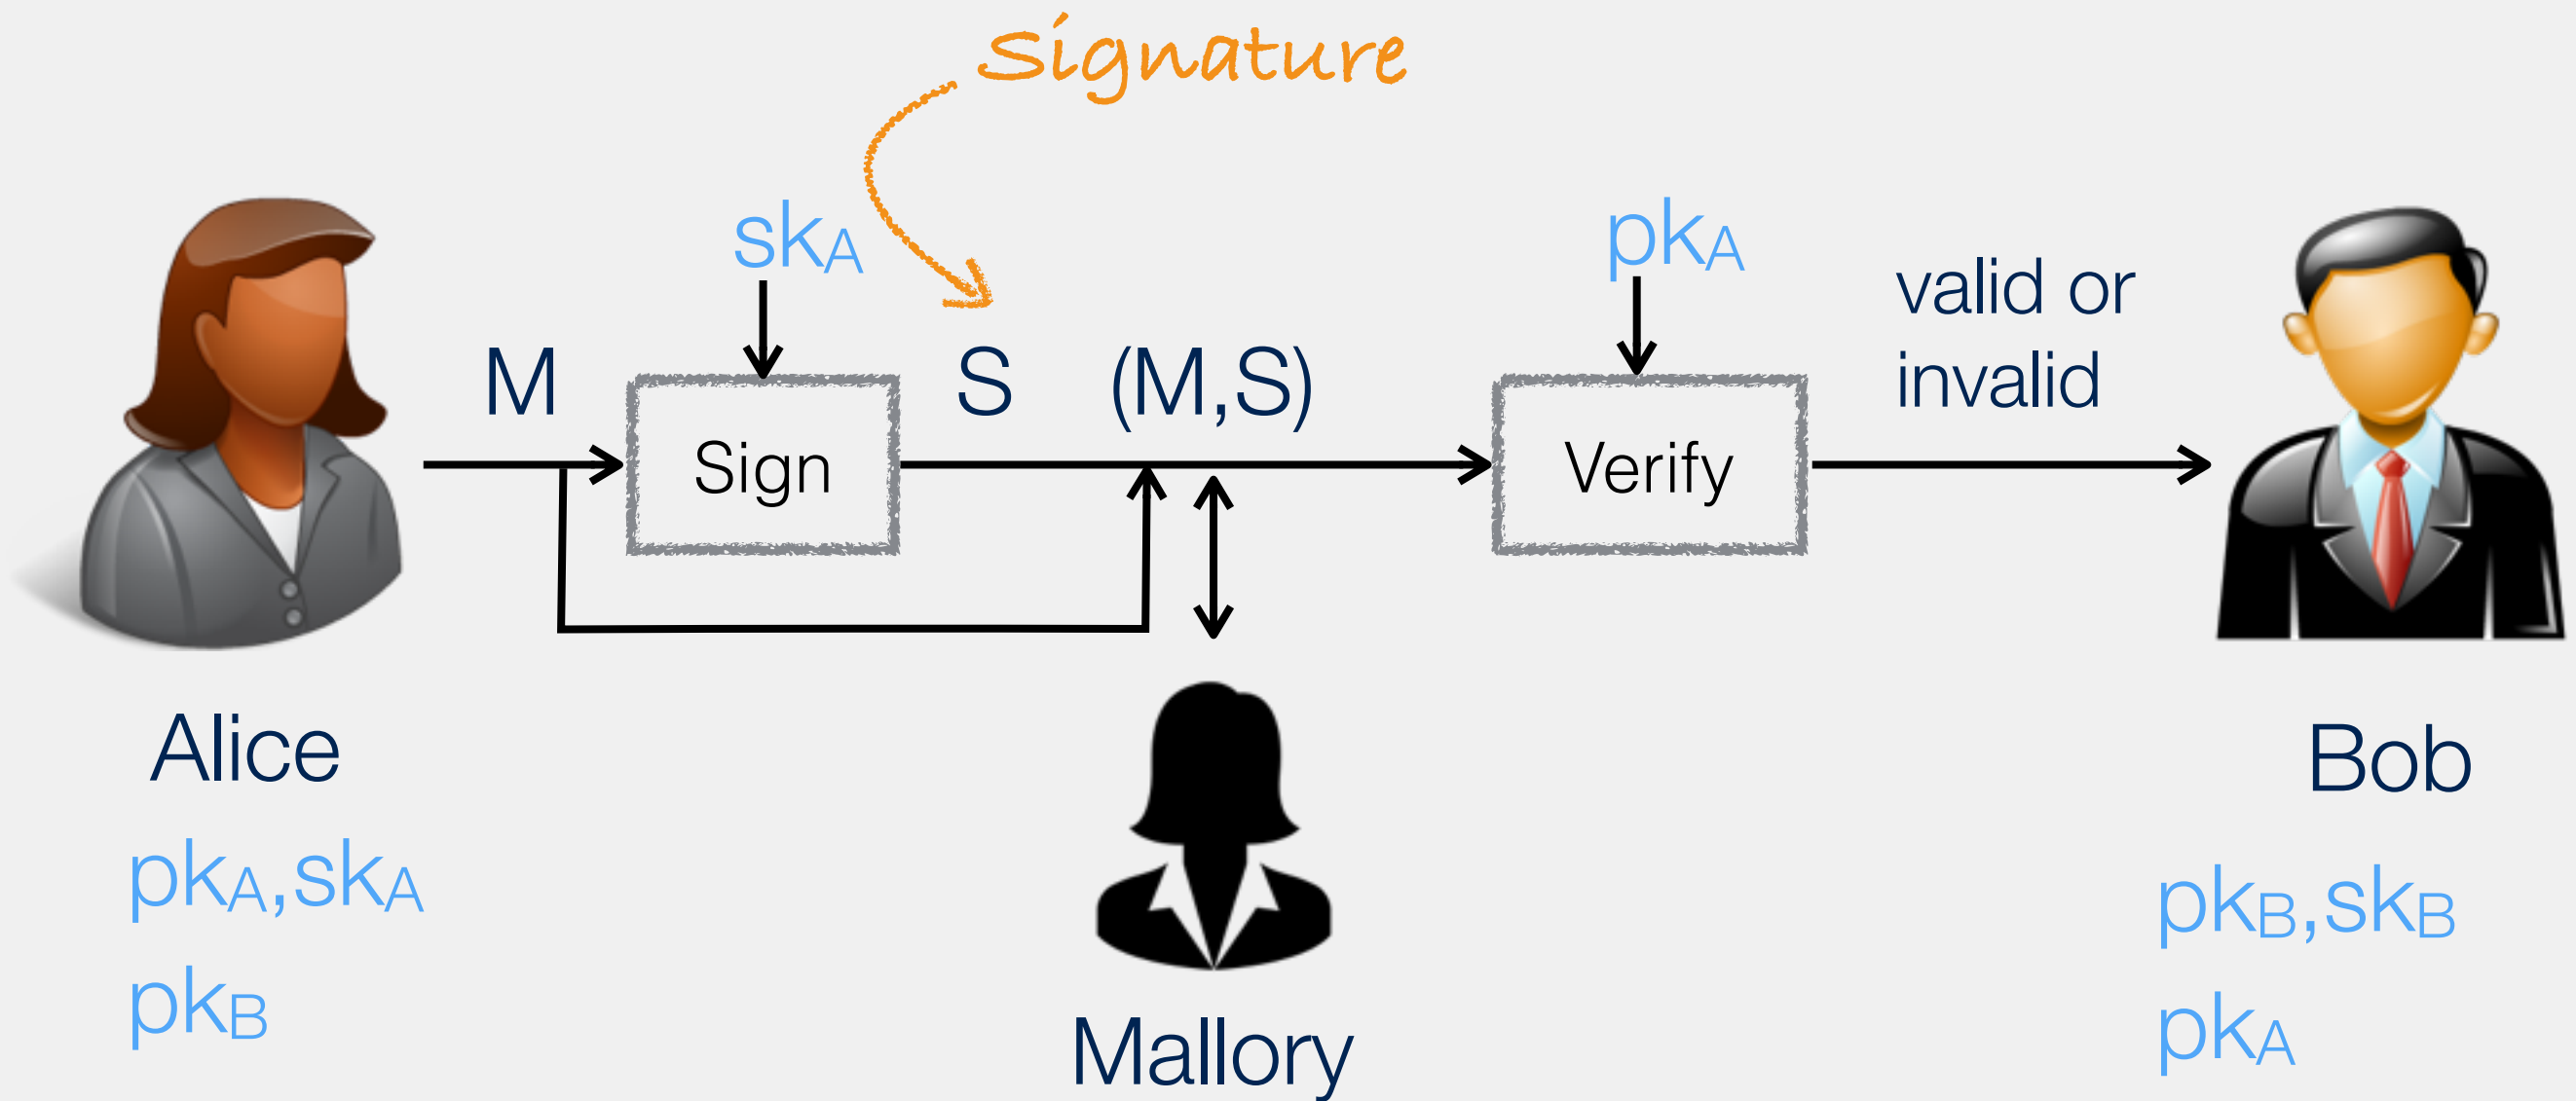 Signature
skA
pkA
valid or
invalid
M
S
(M,S)
Sign
Verify
Alice
Bob
pkA,skA
pkB
pkB,skB
pkA
Mallory